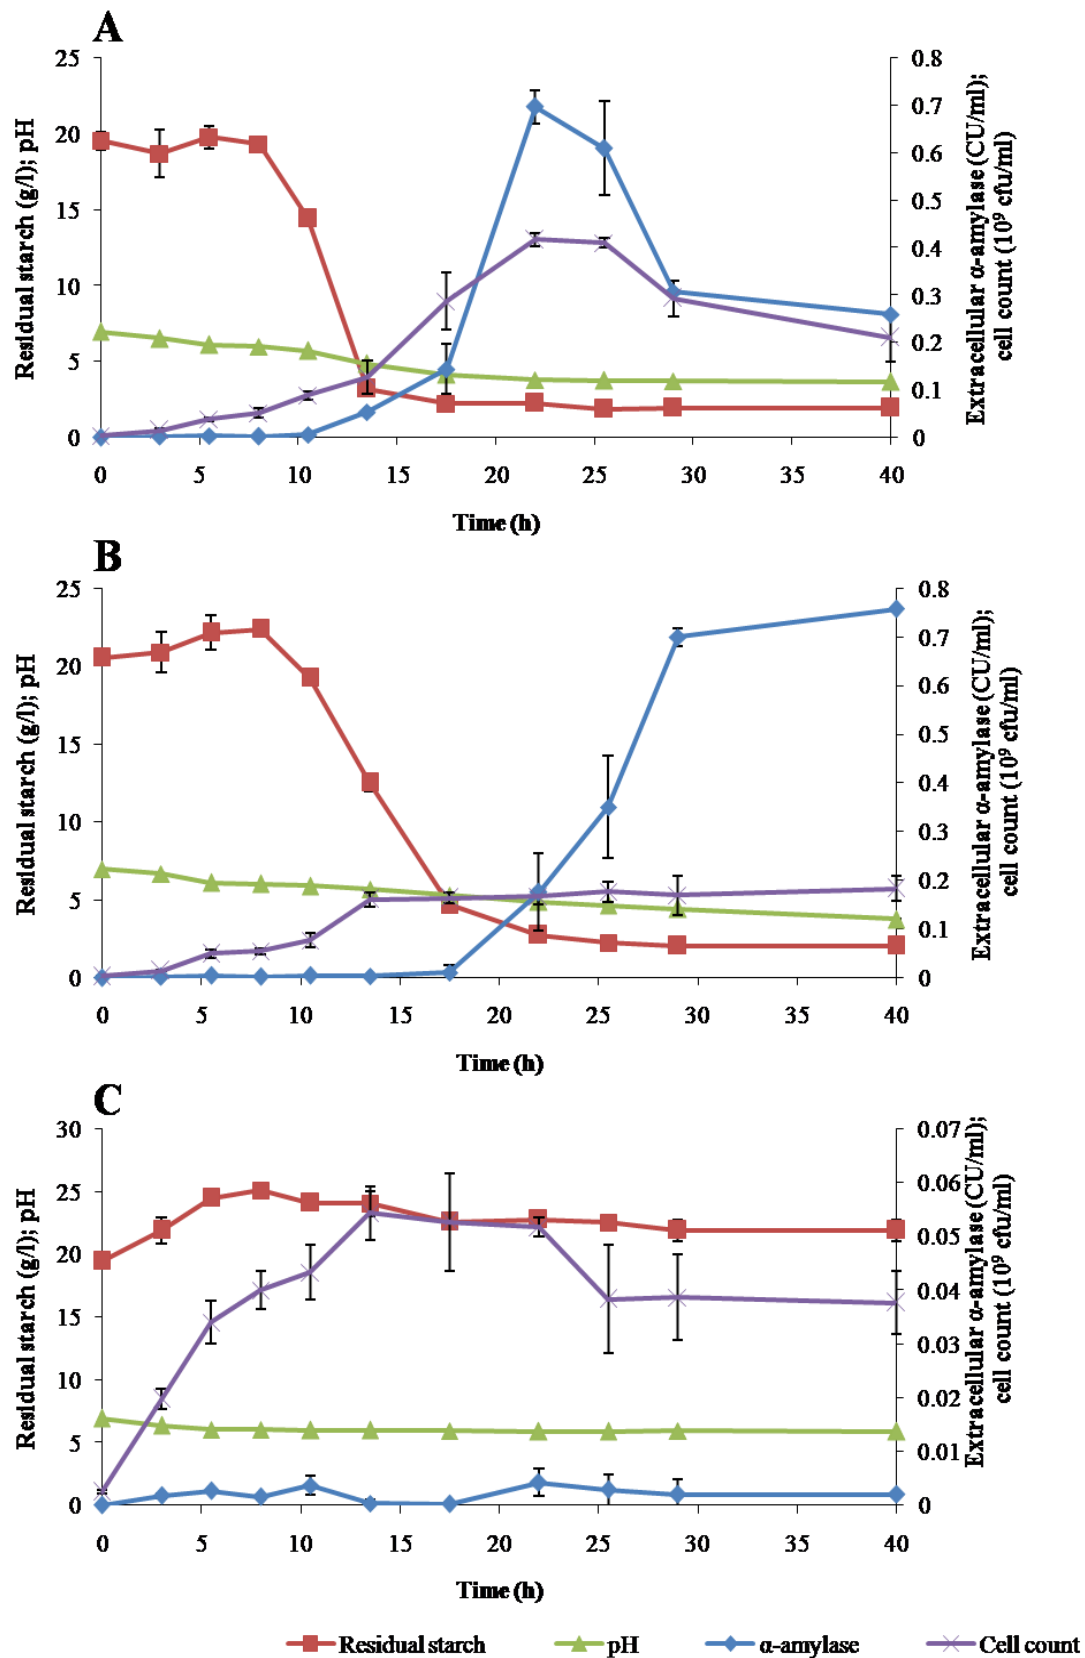 A
25
20
15
10
5
0
Residual starch (g/l); pH
0.8
0.7
0.6
0.5
0.4
0.3
0.2
0.1
0
Extracellular α-amylase (CU/ml);
cell count (10⁹ cfu/ml)
0 5 10 15 20 25 30 35 40
Time (h)
B
25
20
15
10
5
0
Residual starch (g/l); pH
0.8
0.7
0.6
0.5
0.4
0.3
0.2
0.1
0
Extracellular α-amylase (CU/ml);
cell count (10⁹ cfu/ml)
0 5 10 15 20 25 30 35 40
Time (h)
C
30
25
20
15
10
5
0
Residual starch (g/l); pH
0.07
0.06
0.05
0.04
0.03
0.02
0.01
0
Extracellular α-amylase (CU/ml);
cell count (10⁹ cfu/ml)
0 5 10 15 20 25 30 35 40
Time (h)
Residual starch pH α-amylase Cell count